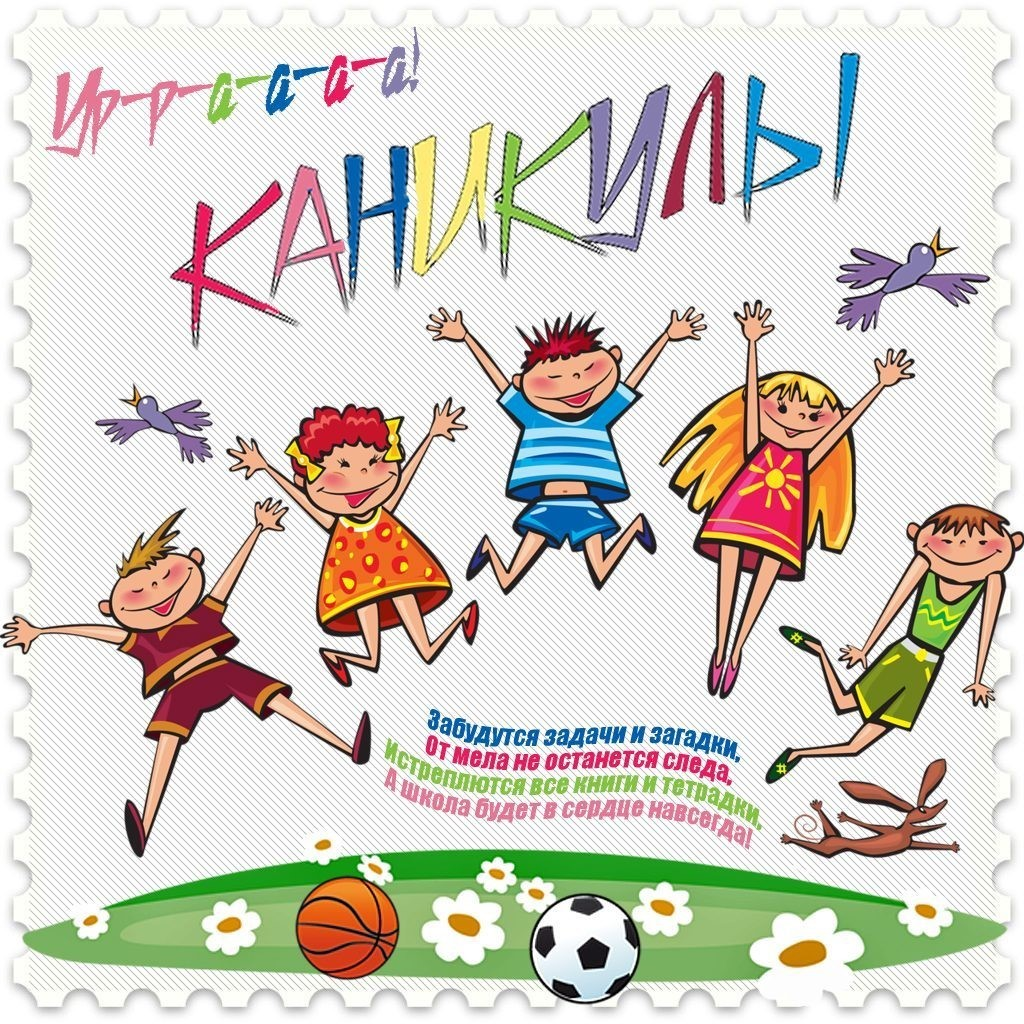 Ур-р-а-а-а-а!
КАНИКУЛЫ
Забудутся задачи и загадки,
От мела не останется следа,
Истреплются все книги и тетрадки,
А школа будет в сердце навсегда!